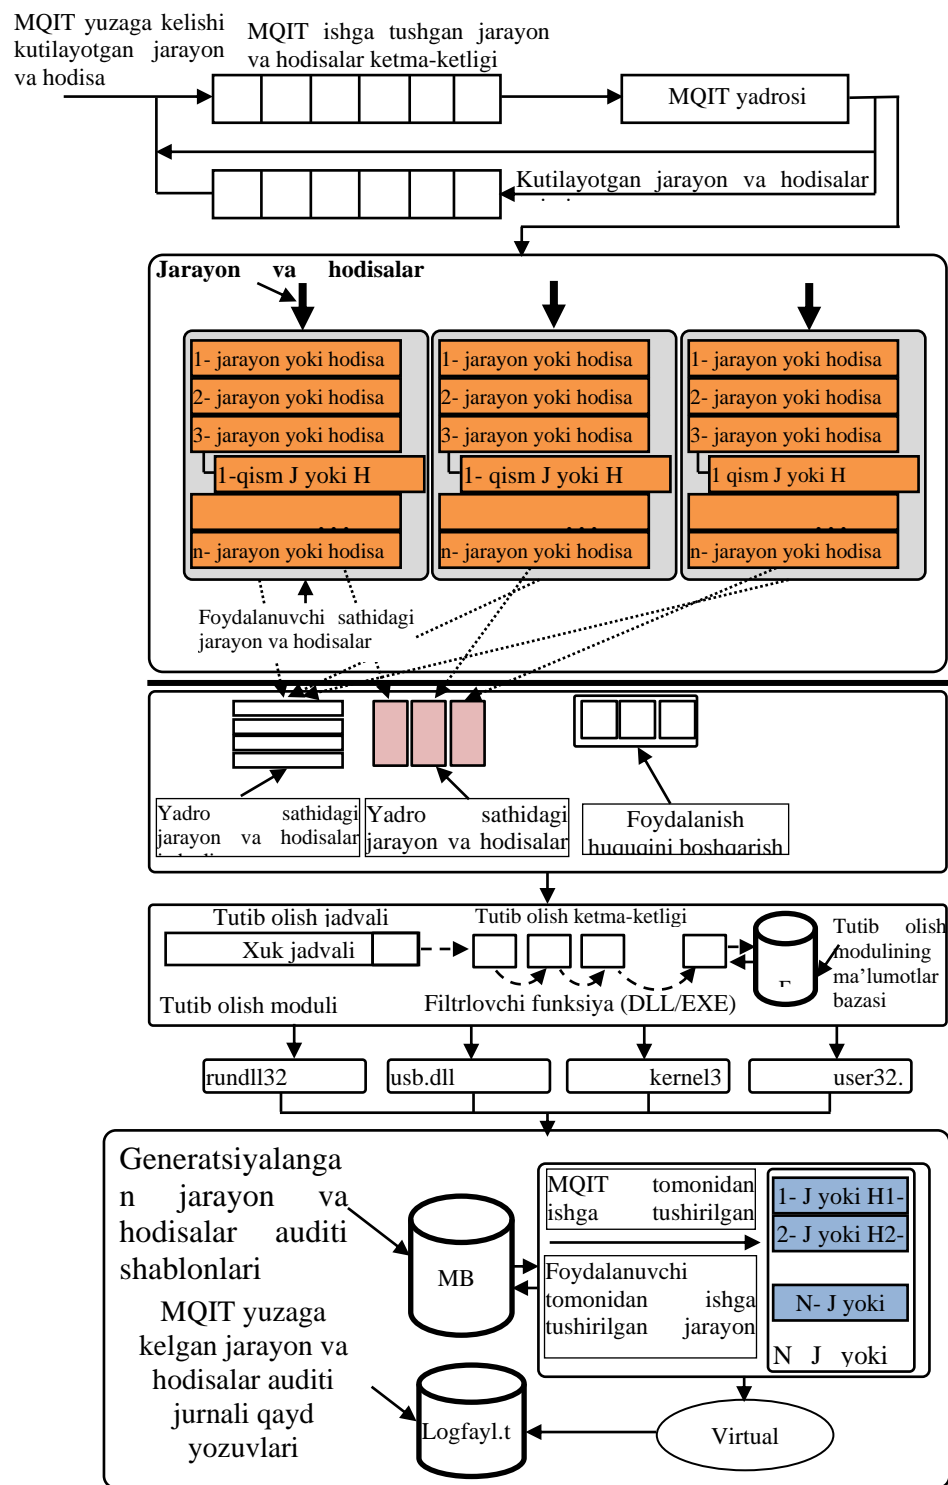 MQIT yuzaga kelishi
kutilayotgan jarayon
va hodisa
MQIT ishga tushgan jarayon
va hodisalar ketma-ketligi
MQIT yadrosi
Kutilayotgan jarayon va hodisalar
Jarayon va hodisalar
1- jarayon yoki hodisa
2- jarayon yoki hodisa
3- jarayon yoki hodisa
1-qism J yoki H
. . .
n- jarayon yoki hodisa
1- jarayon yoki hodisa
2- jarayon yoki hodisa
3- jarayon yoki hodisa
1- qism J yoki H
. . .
n- jarayon yoki hodisa
1- jarayon yoki hodisa
2- jarayon yoki hodisa
3- jarayon yoki hodisa
1 qism J yoki H
. . .
n- jarayon yoki hodisa
Foydalanuvchi sathidagi
jarayon va hodisalar
Yadro sathidagi
jarayon va hodisalar
Yadro sathidagi
jarayon va hodisalar
Foydalanish
huquqini boshqarish
Tutib olish jadvali
Xuk jadvali
Tutib olish moduli
Tutib olish ketma-ketligi
Filtrlovchi funksiya (DLL/EXE)
Tutib olish
modulining
ma’lumotlar
bazasi
rundll32
usb.dll
kernel3
user32.
Generatsiyalanga
n jarayon va
hodisalar auditi
shablonlari
MQIT yuzaga
kelgan jarayon va
hodisalar auditi
jurnali qayd
yozuvlari
MB
Logfayl.t
MQIT tomonidan
ishga tushirilgan
Foydalanuvchi
tomonidan ishga
tushirilgan jarayon
1- J yoki H1-
2- J yoki H2-
N- J yoki
N J yoki
Virtual